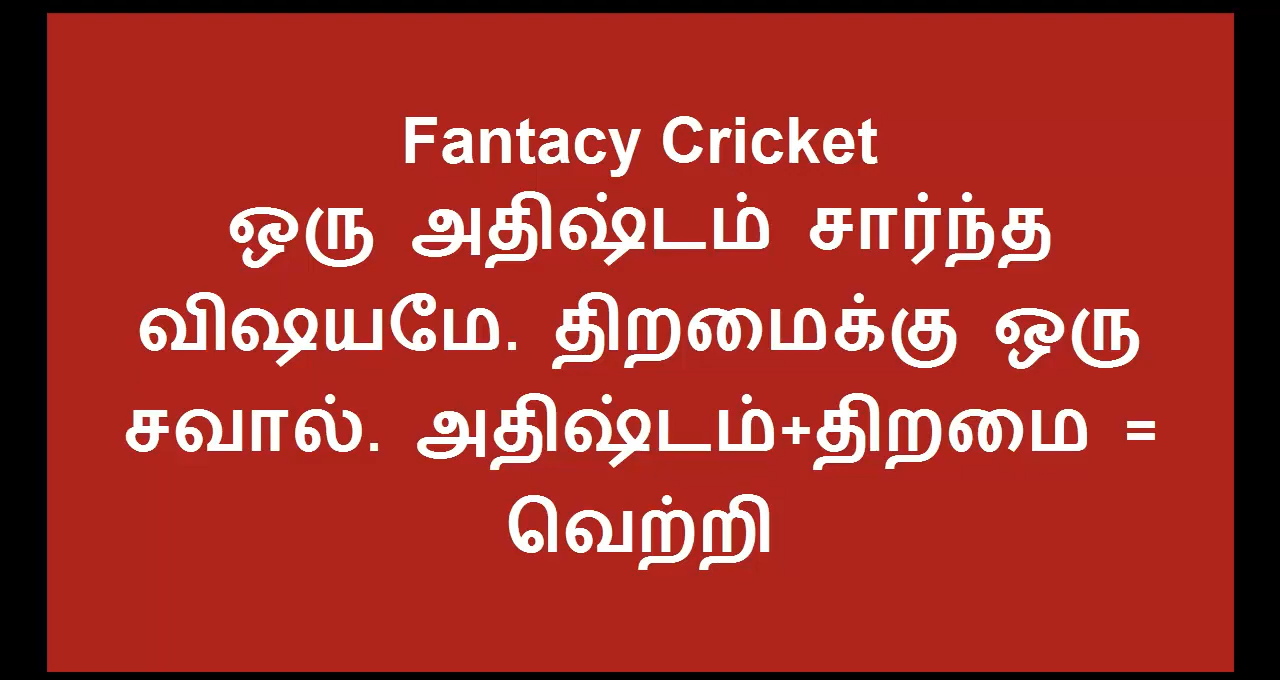 Fantacy Cricket
ஒரு அதிஷ்டம் சார்ந்த
விஷயமே. திறமைக்கு ஒரு
சவால். அதிஷ்டம்+திறமை =
வெற்றி